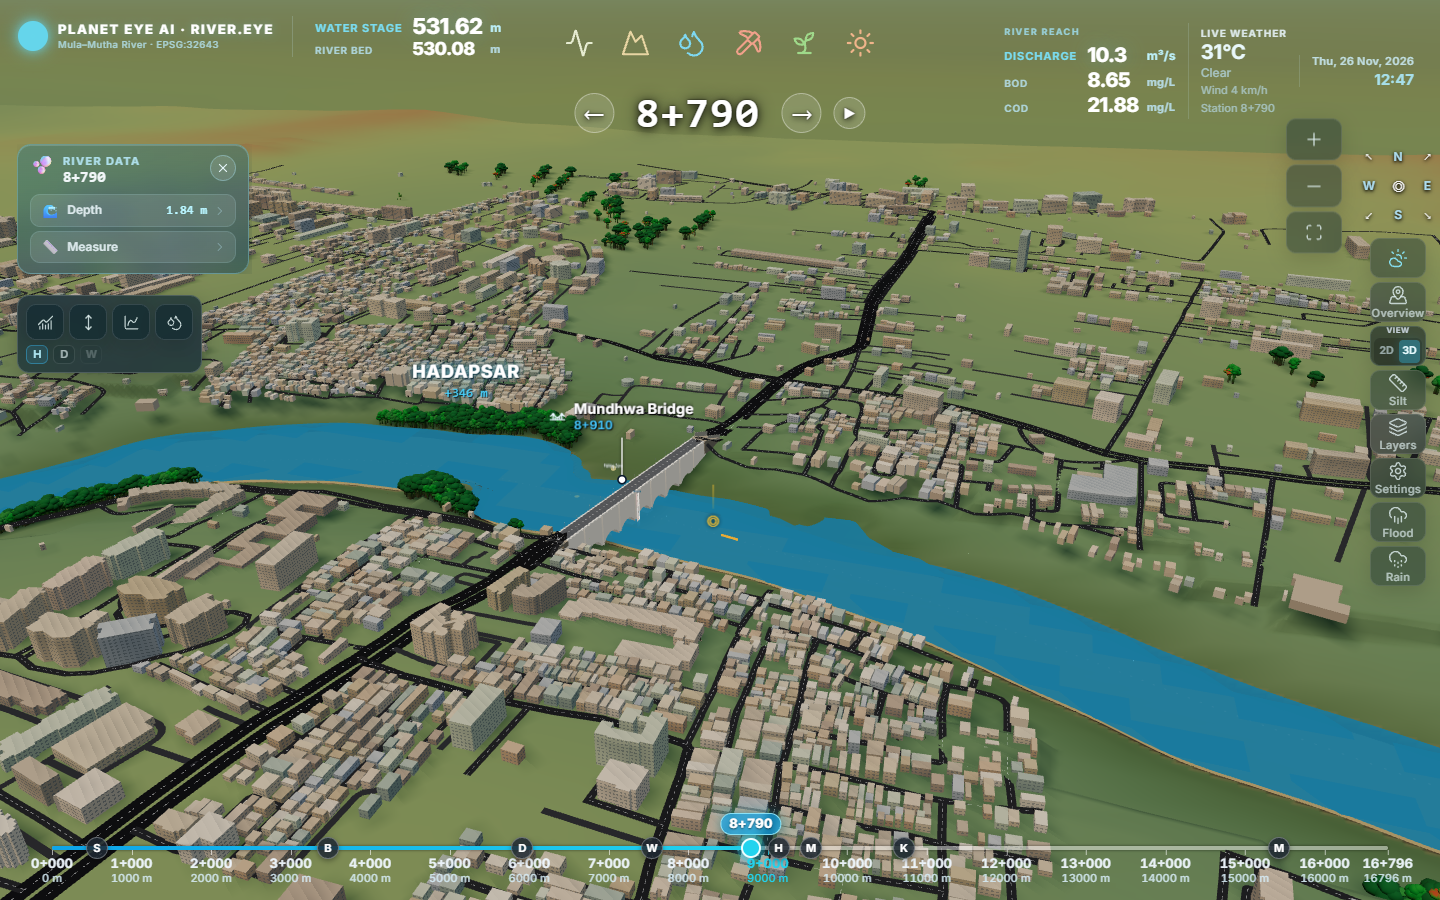 PLANET EYE AI · RIVER.EYE
Mula–Mutha River · EPSG:32643
WATER STAGE 531.62 m
RIVER BED 530.08 m
RIVER REACH
DISCHARGE 10.3 m³/s
BOD 8.65 mg/L
COD 21.88 mg/L
LIVE WEATHER
31°C
Clear
Wind 4 km/h
Station 8+790
Thu, 26 Nov, 2026
12:47
← 8+790 →
RIVER DATA
8+790
Depth 1.84 m
Measure
H D W
+
−
N
W E
S
Overview
VIEW
2D 3D
Silt
Layers
Settings
Flood
Rain
HADAPSAR
+346 m
Mundhwa Bridge
8+910
8+790
S B D W H M K M
0+000 1+000 2+000 3+000 4+000 5+000 6+000 7+000 8+000 9+000 10+000 11+000 12+000 13+000 14+000 15+000 16+000 16+796
0 m 1000 m 2000 m 3000 m 4000 m 5000 m 6000 m 7000 m 8000 m 9000 m 10000 m 11000 m 12000 m 13000 m 14000 m 15000 m 16000 m 16796 m